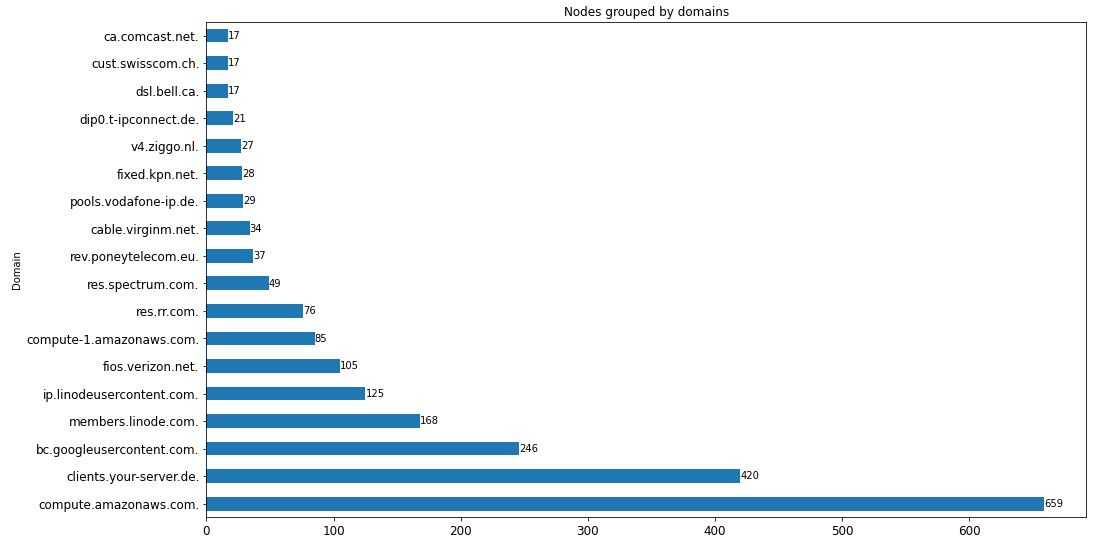 Nodes grouped by domains
ca.comcast.net. 17
cust.swisscom.ch. 17
dsl.bell.ca. 17
dip0.t-ipconnect.de. 21
v4.ziggo.nl. 27
fixed.kpn.net. 28
pools.vodafone-ip.de. 29
cable.virginm.net. 34
rev.poneytelecom.eu. 37
Domain
res.spectrum.com. 49
res.rr.com. 76
compute-1.amazonaws.com. 85
fios.verizon.net. 105
ip.linodeusercontent.com. 125
members.linode.com. 168
bc.googleusercontent.com. 246
clients.your-server.de. 420
compute.amazonaws.com. 659
0 100 200 300 400 500 600